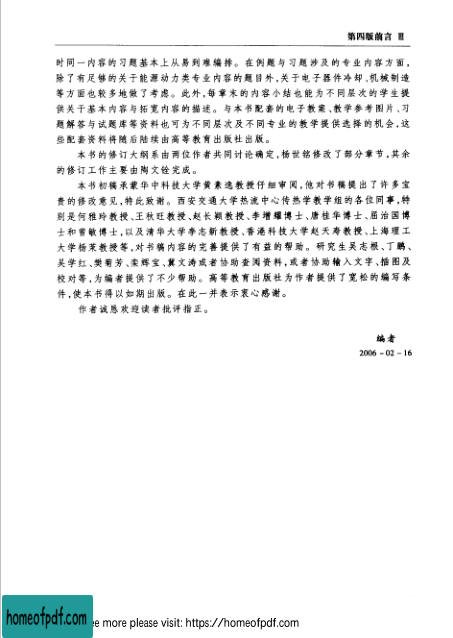 第四版前言 Ⅲ
时同一内容的习题基本上从易到难编排。在例题与习题涉及的专业内容方面,
除了有足够的关于能源动力类专业内容的题目外,关于电子器件冷却、机械制造
等方面也较多地做了考虑。此外,每章末的内容小结也能为不同层次的学生提
供关于基本内容与拓宽内容的描述。与本书配套的电子教案、教学参考图片、习
题解答与试题库等资料也可为不同层次及不同专业的教学提供选择的机会,这
些配套资料将随后陆续由高等教育出版社出版。
本书的修订大纲系由两位作者共同讨论确定,杨世铭修改了部分章节,其余
的修订工作主要由陶文铨完成。
本书初稿承蒙华中科技大学黄素逸教授仔细审阅,他对书稿提出了许多宝
贵的修改意见,特此致谢。西安交通大学热流中心传热学教学组的各位同事,特
别是何雅玲教授、王秋旺教授、赵长颖教授、李增耀博士、唐桂华博士、屈治国博
士和雷敏博士,以及清华大学李志新教授、香港科技大学赵天寿教授、上海理工
大学杨茉教授等,对书稿内容的完善提供了有益的帮助。研究生吴志根、丁鹏、
吴学红、樊菊芳、栾辉宝、冀文涛或者协助查阅资料,或者协助输入文字、插图及
校对等,为编者提供了不少帮助。高等教育出版社为作者提供了宽松的编写条
件,使本书得以如期出版。在此一并表示衷心感谢。
作者诚恳欢迎读者批评指正。
编者
2006-02-16
homeofpdf.com ee more please visit: https://homeofpdf.com